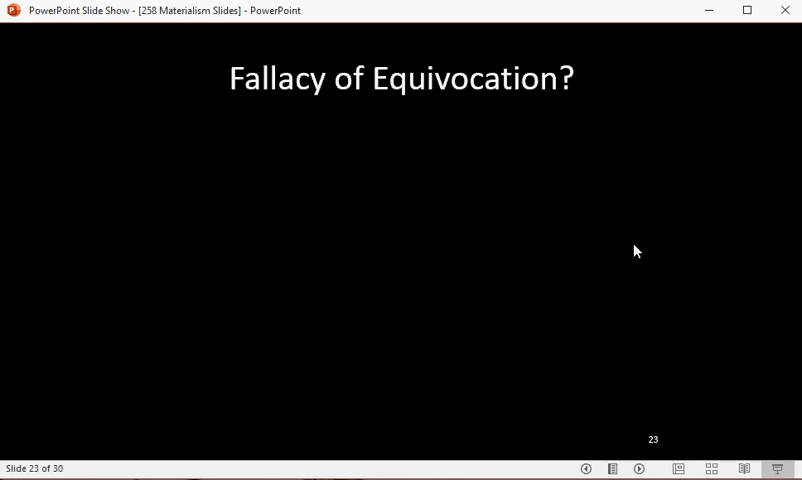 PowerPoint Slide Show - [258 Materialism Slides] - PowerPoint
Fallacy of Equivocation?
23
Slide 23 of 30